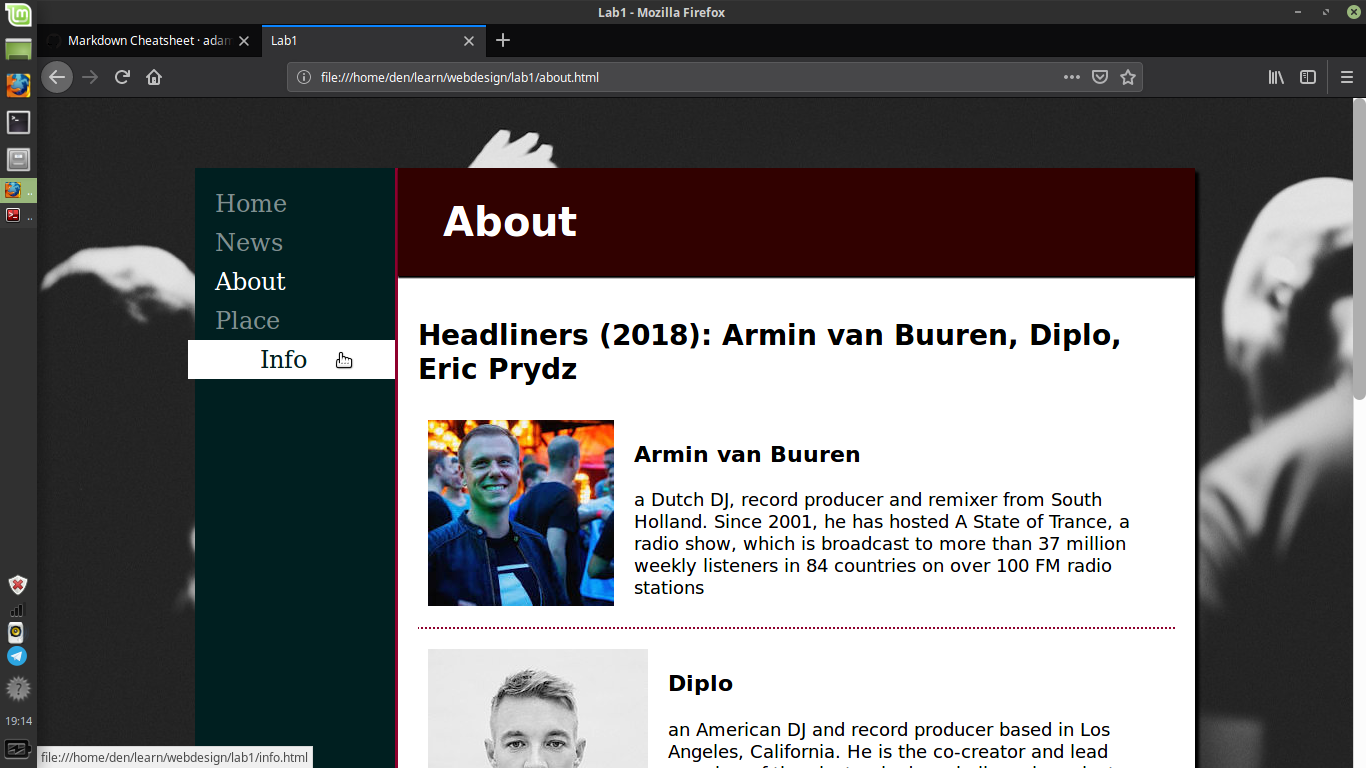 Lab1 - Mozilla Firefox
Markdown Cheatsheet · adam
Lab1
file:///home/den/learn/webdesign/lab1/about.html
Home
News
About
Place
Info
About
Headliners (2018): Armin van Buuren, Diplo,
Eric Prydz
Armin van Buuren
a Dutch DJ, record producer and remixer from South
Holland. Since 2001, he has hosted A State of Trance, a
radio show, which is broadcast to more than 37 million
weekly listeners in 84 countries on over 100 FM radio
stations
Diplo
an American DJ and record producer based in Los
Angeles, California. He is the co-creator and lead
19:14
file:///home/den/learn/webdesign/lab1/info.html